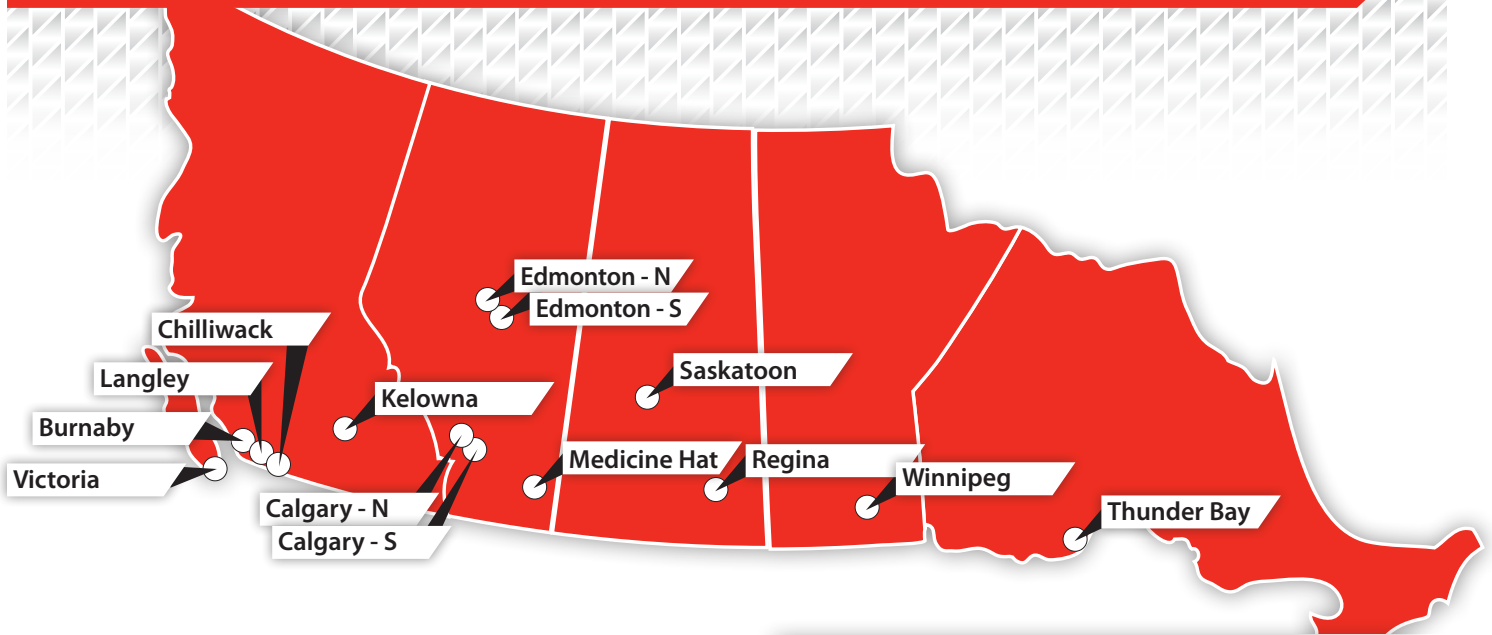 Edmonton - N
Edmonton - S
Chilliwack
Saskatoon
Langley
Kelowna
Burnaby
Medicine Hat
Regina
Victoria
Winnipeg
Calgary - N
Thunder Bay
Calgary - S